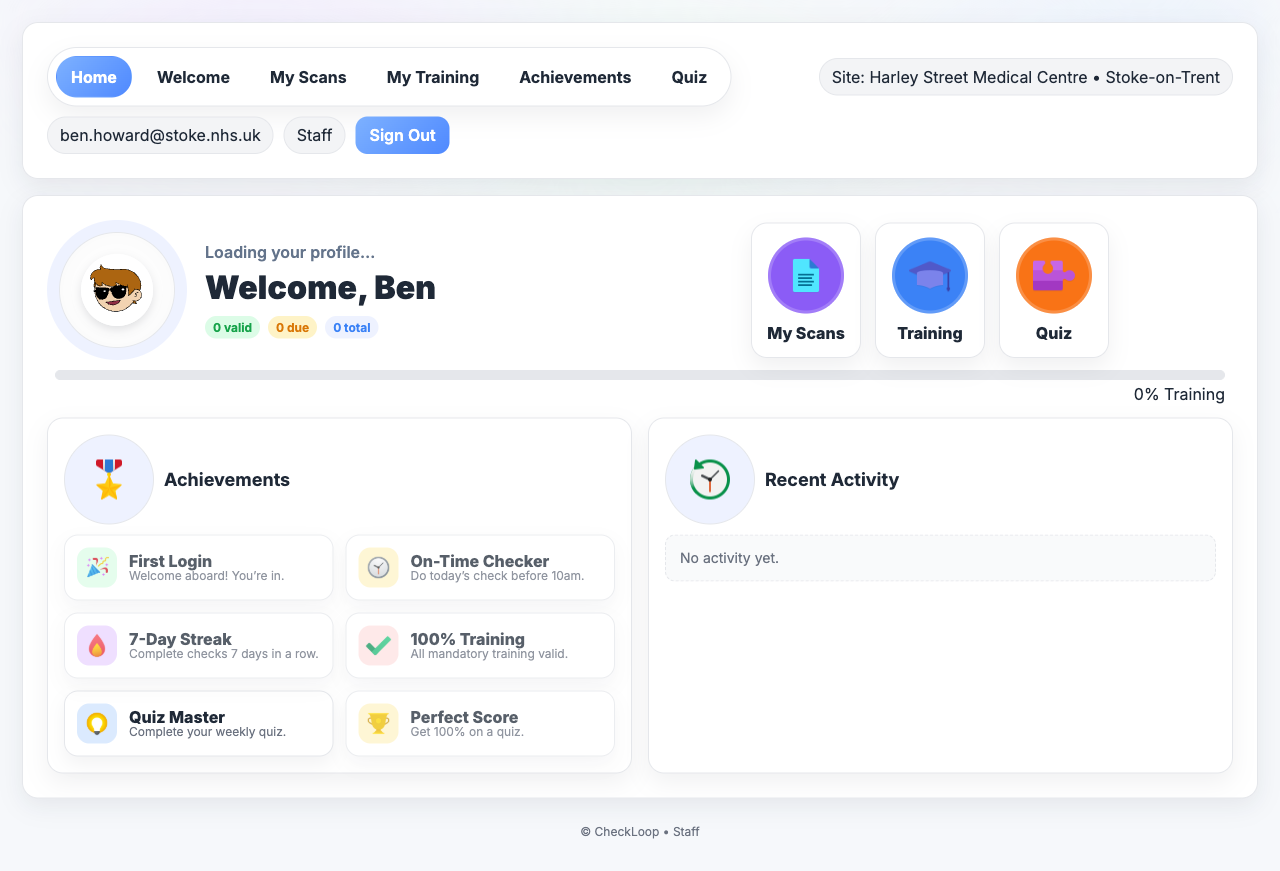 Home
Welcome
My Scans
My Training
Achievements
Quiz
Site: Harley Street Medical Centre • Stoke-on-Trent
ben.howard@stoke.nhs.uk
Staff
Sign Out
Loading your profile…
Welcome, Ben
0 valid
0 due
0 total
My Scans
Training
Quiz
0% Training
Achievements
First Login
Welcome aboard! You’re in.
On-Time Checker
Do today’s check before 10am.
7-Day Streak
Complete checks 7 days in a row.
100% Training
All mandatory training valid.
Quiz Master
Complete your weekly quiz.
Perfect Score
Get 100% on a quiz.
Recent Activity
No activity yet.
© CheckLoop • Staff